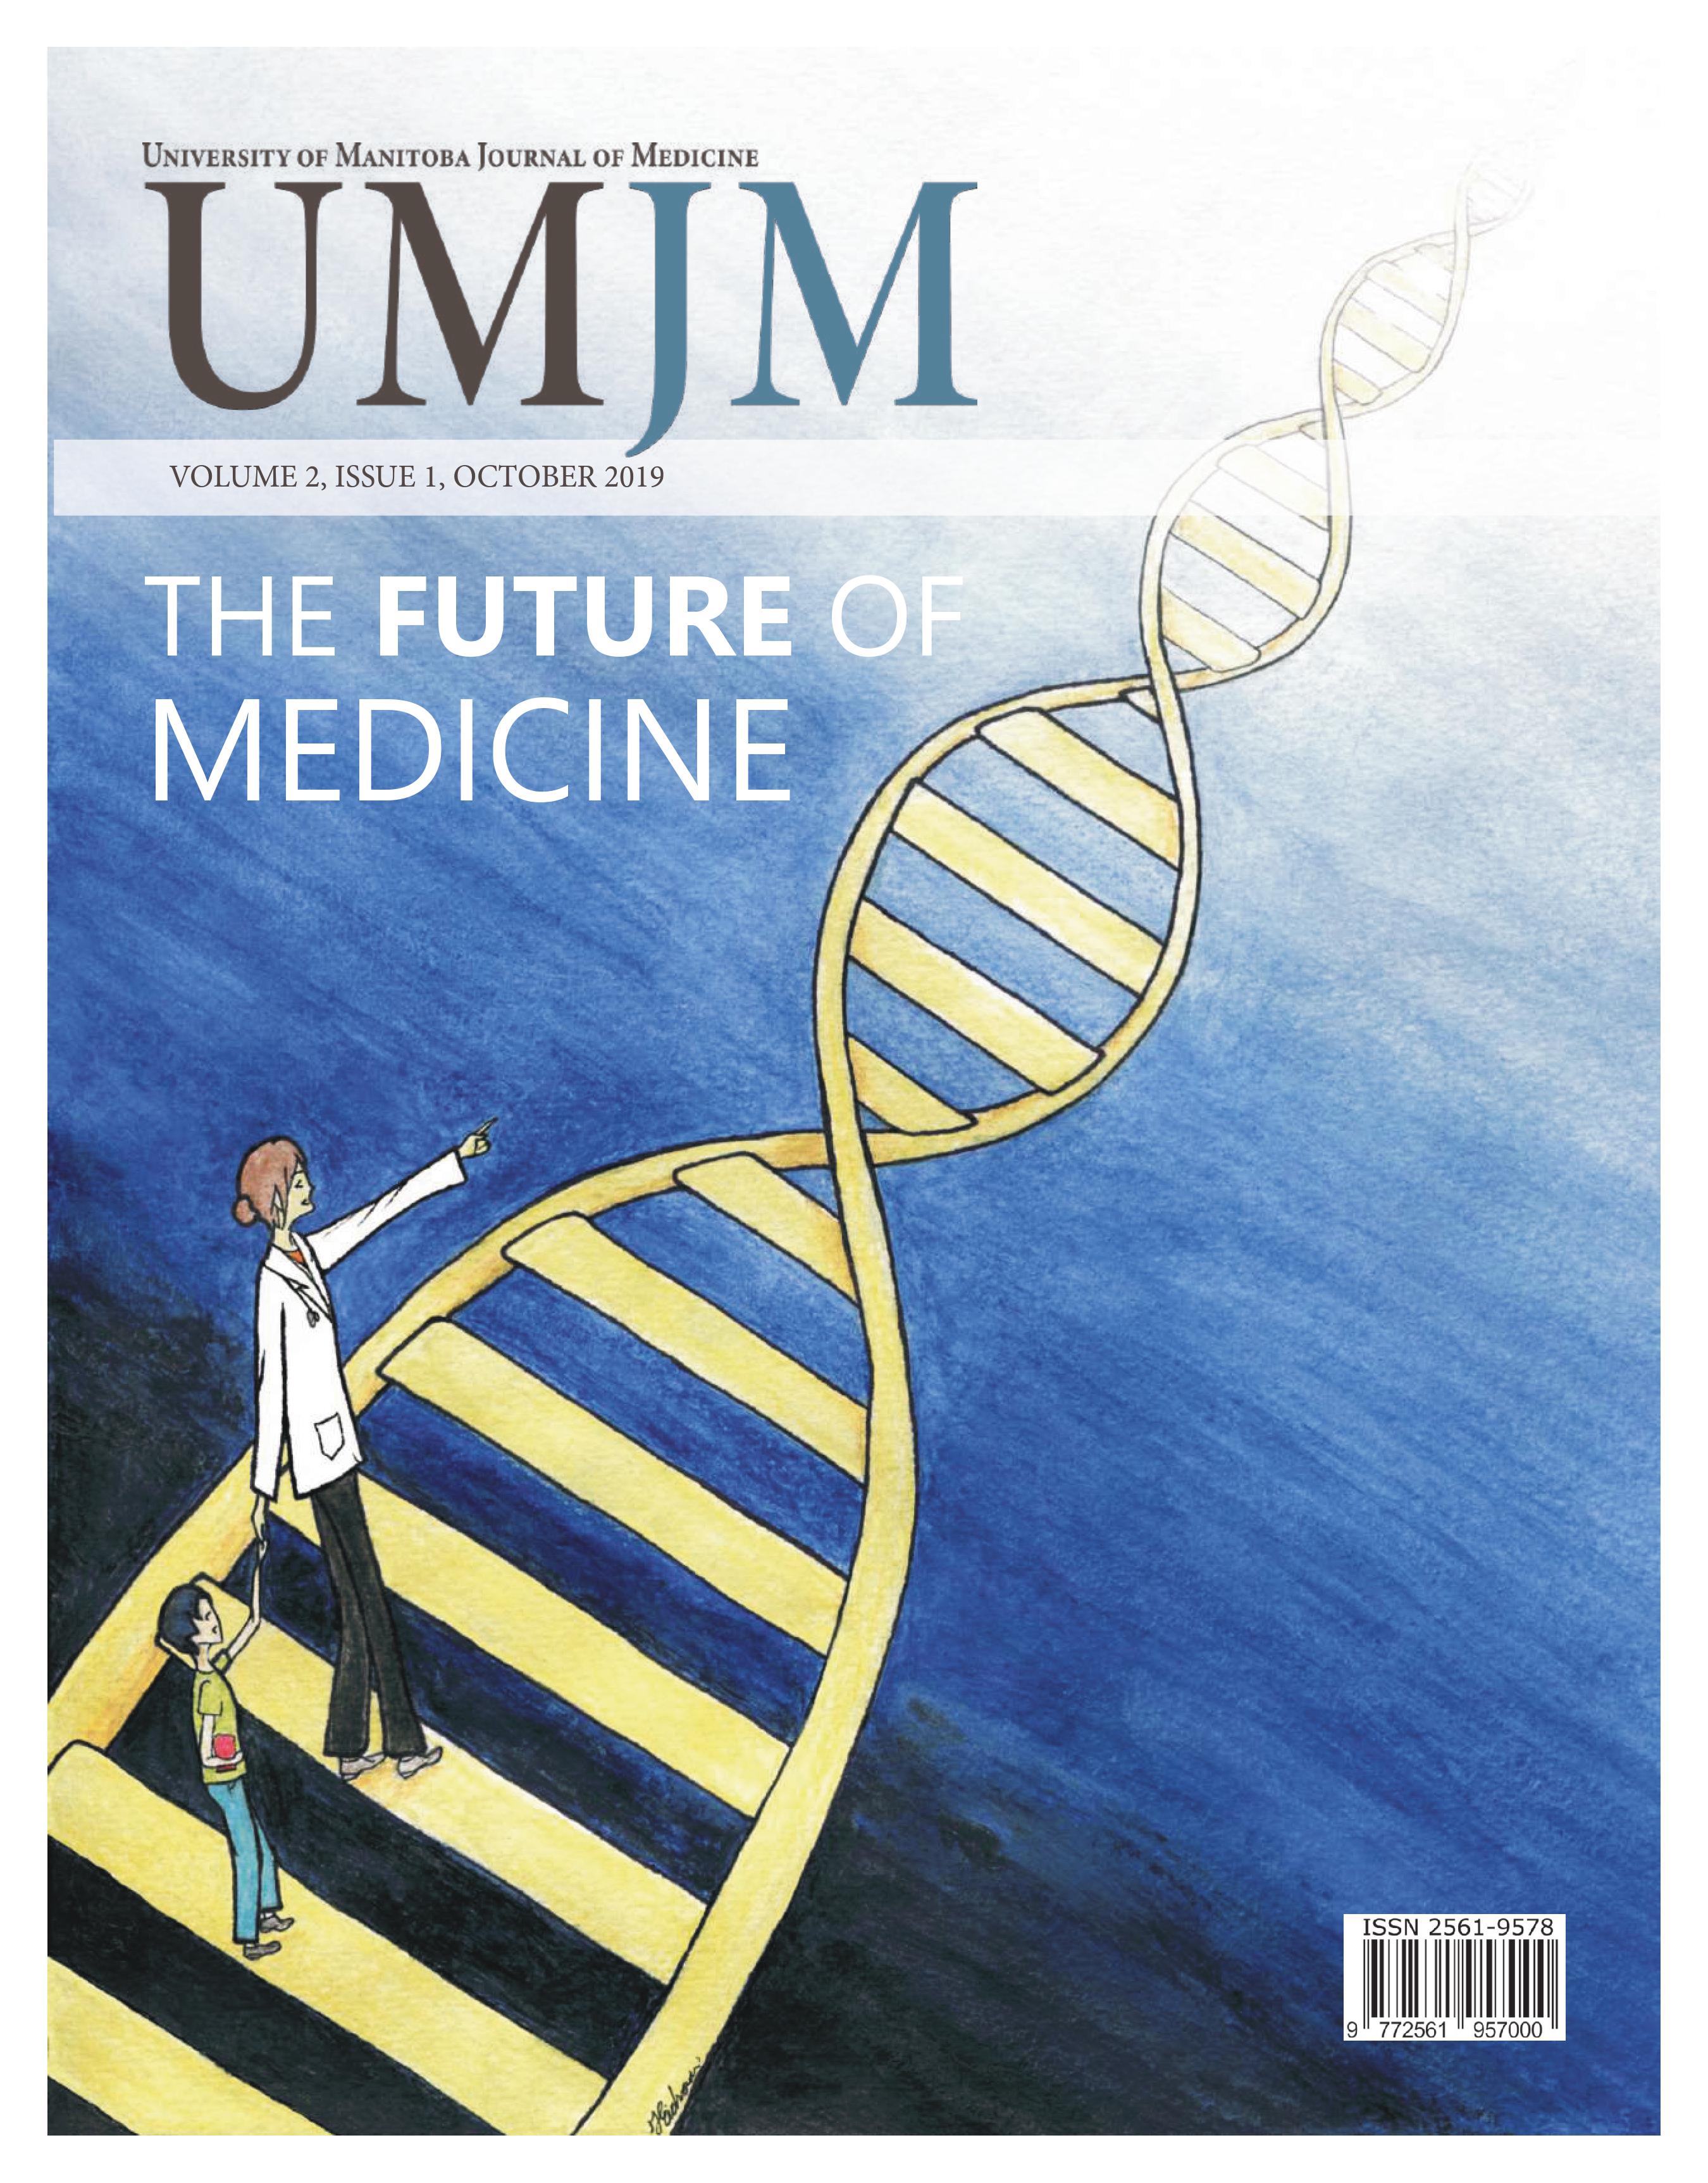 UNIVERSITY OF MANITOBA JOURNAL OF MEDICINE
UMJM
VOLUME 2, ISSUE 1, OCTOBER 2019
THE FUTURE OF
MEDICINE
ISSN 2561-9578
9 772561 957000